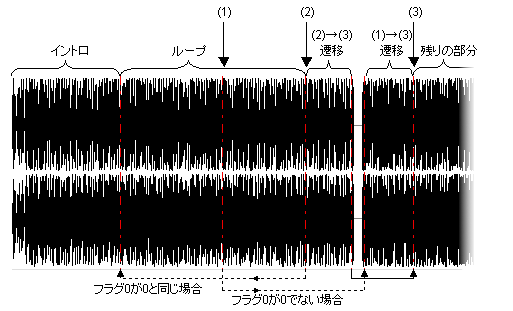 (1)
(2)
(3)
(2)→(3)
遷移
(1)→(3)
遷移
イントロ
ループ
残りの部分
フラグ0が0と同じ場合
フラグ0が0でない場合